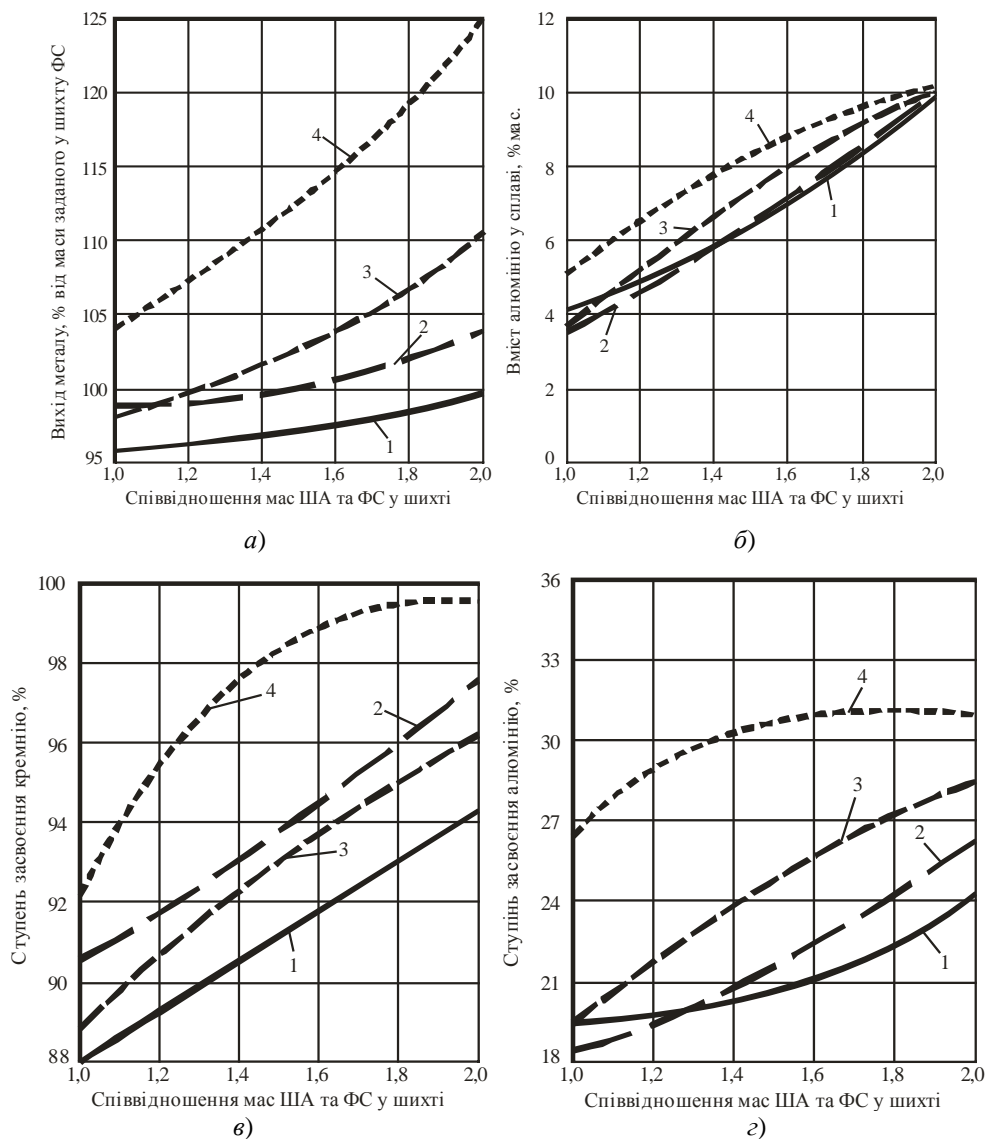 Вихід металу, % від маси заданого у шихту ФС
125
120
115
110
105
100
95
4
3
2
1
1,0 1,2 1,4 1,6 1,8 2,0
Співвідношення мас ША та ФС у шихті
а)
Вміст алюмінію у сплаві, % мас.
12
10
8
6
4
2
0
4
3
1
2
1,0 1,2 1,4 1,6 1,8 2,0
Співвідношення мас ША та ФС у шихті
б)
Ступень засвоєння кремнію, %
100
98
96
94
92
90
88
4
2
3
1
1,0 1,2 1,4 1,6 1,8 2,0
Співвідношення мас ША та ФС у шихті
в)
Ступінь засвоєння алюмінію, %
36
33
30
27
24
21
18
4
3
2
1
1,0 1,2 1,4 1,6 1,8 2,0
Співвідношення мас ША та ФС у шихті
г)